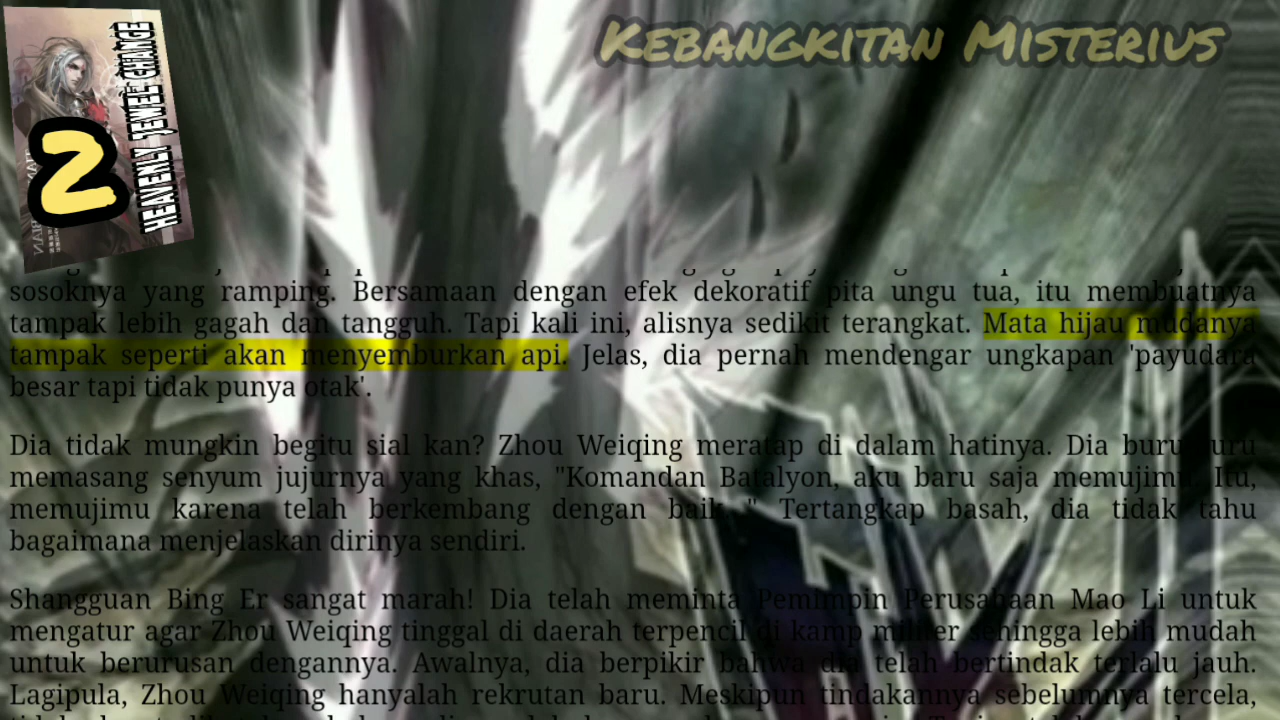 Kebangkitan Misterius
HEAVENLY JEWEL CHANGE
2
sosoknya yang ramping. Bersamaan dengan efek dekoratif pita ungu tua, itu membuatnya
tampak lebih gagah dan tangguh. Tapi kali ini, alisnya sedikit terangkat. Mata hijau mudanya
tampak seperti akan menyemburkan api. Jelas, dia pernah mendengar ungkapan 'payudara
besar tapi tidak punya otak'.
Dia tidak mungkin begitu sial kan? Zhou Weiqing meratap di dalam hatinya. Dia buru-buru
memasang senyum jujurnya yang khas, "Komandan Batalyon, aku baru saja memujimu. Itu,
memujimu karena telah berkembang dengan baik " Tertangkap basah, dia tidak tahu
bagaimana menjelaskan dirinya sendiri.
Shangguan Bing Er sangat marah! Dia telah meminta Pemimpin Perusahaan Mao Li untuk
mengatur agar Zhou Weiqing tinggal di daerah terpencil di kamp militer sehingga lebih mudah
untuk berurusan dengannya. Awalnya, dia berpikir bahwa dia telah bertindak terlalu jauh.
Lagipula, Zhou Weiqing hanyalah rekrutan baru. Meskipun tindakannya sebelumnya tercela,